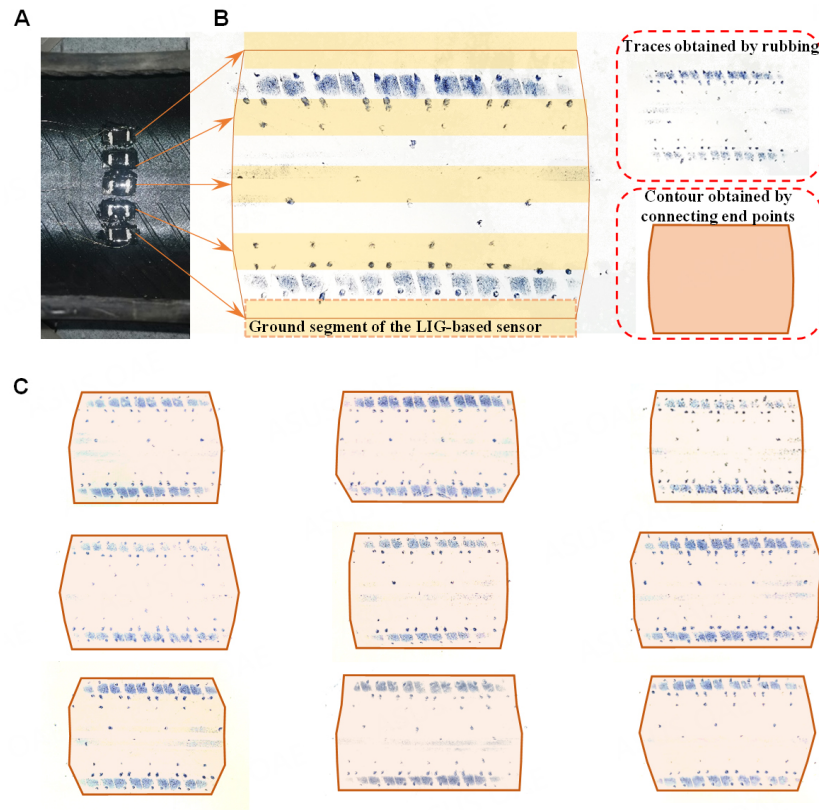 A
B
Traces obtained by rubbing
Contour obtained by
connecting end points
Ground segment of the LIG-based sensor
C